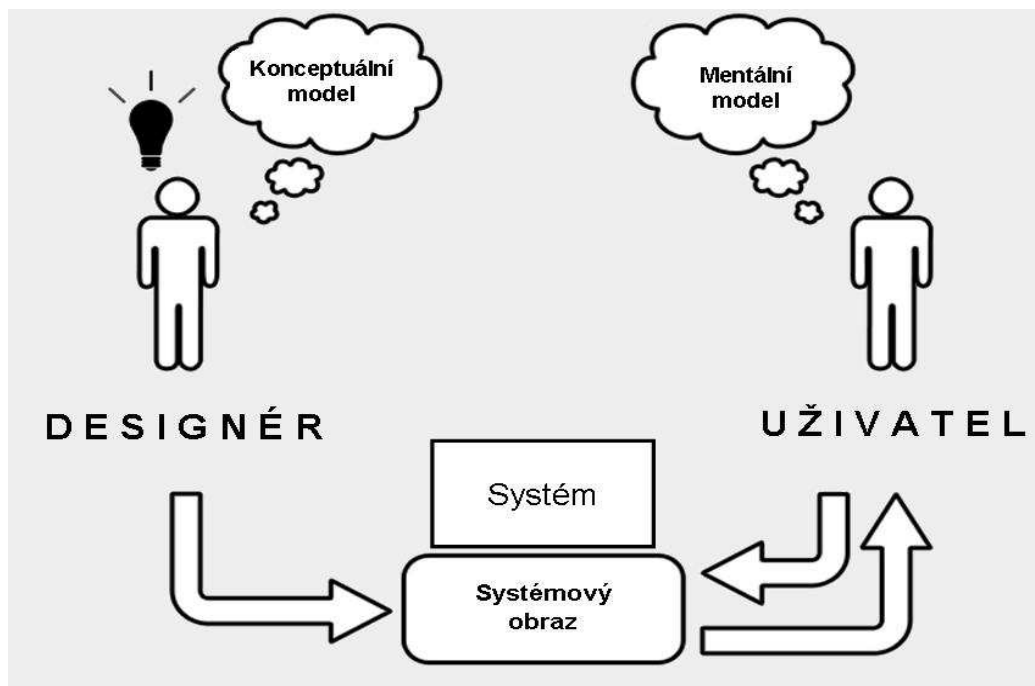 Konceptuální
model
Mentální
model
DESIGNÉR
UŽIVATEL
Systém
Systémový
obraz